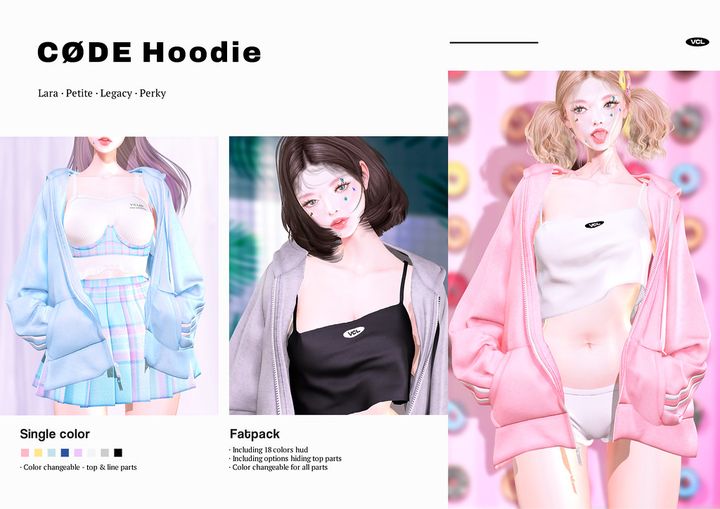 CØDE Hoodie
VCL
Lara · Petite · Legacy · Perky
VCL
VCL
Single color
· Color changeable - top & line parts
Fatpack
· Including 18 colors hud
· Including options hiding top parts
· Color changeable for all parts